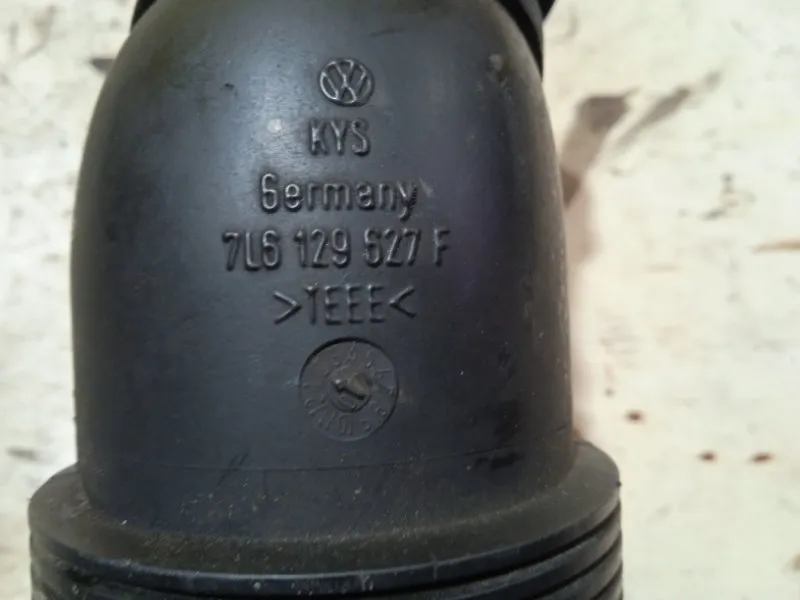 KYS
Germany
7L6 129 627 F
>TEEE<